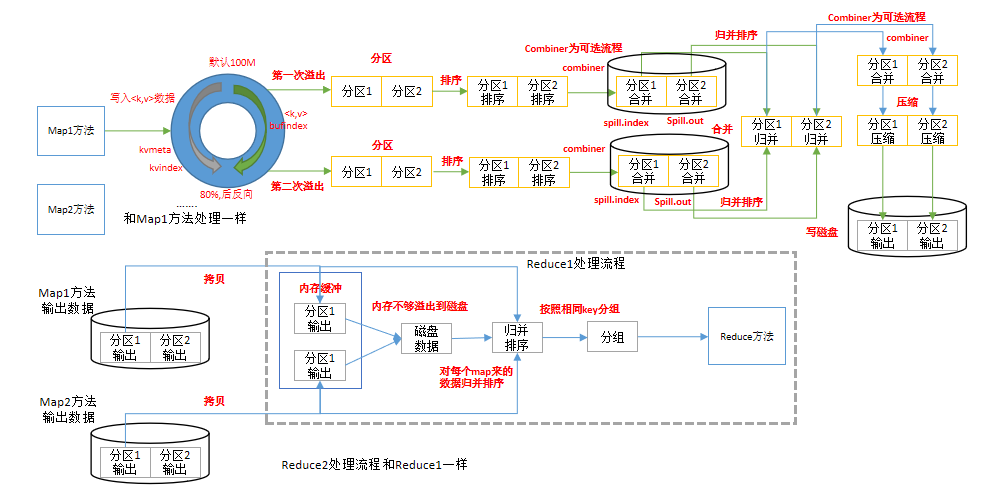 Map1方法
Map2方法
写入<k,v>数据
默认100M
<k,v>
bufindex
kvmeta
kvindex
80%,后反向
……
和Map1方法处理一样
第一次溢出
分区
分区1
分区2
排序
分区1
排序
分区2
排序
combiner
Combiner为可选流程
分区1
合并
分区2
合并
spill.index
Spill.out
第二次溢出
分区
分区1
分区2
排序
分区1
排序
分区2
排序
combiner
合并
分区1
合并
分区2
合并
spill.index
Spill.out
归并排序
归并排序
分区1
归并
分区2
归并
Combiner为可选流程
combiner
分区1
合并
分区2
合并
压缩
分区1
压缩
分区2
压缩
写磁盘
分区1
输出
分区2
输出
Map1方法
输出数据
分区1
输出
分区2
输出
拷贝
Map2方法
输出数据
分区1
输出
分区2
输出
拷贝
Reduce1处理流程
内存缓冲
分区1
输出
分区1
输出
内存不够溢出到磁盘
磁盘
数据
归并
排序
对每个map来的
数据归并排序
按照相同key分组
分组
Reduce方法
Reduce2处理流程和Reduce1一样